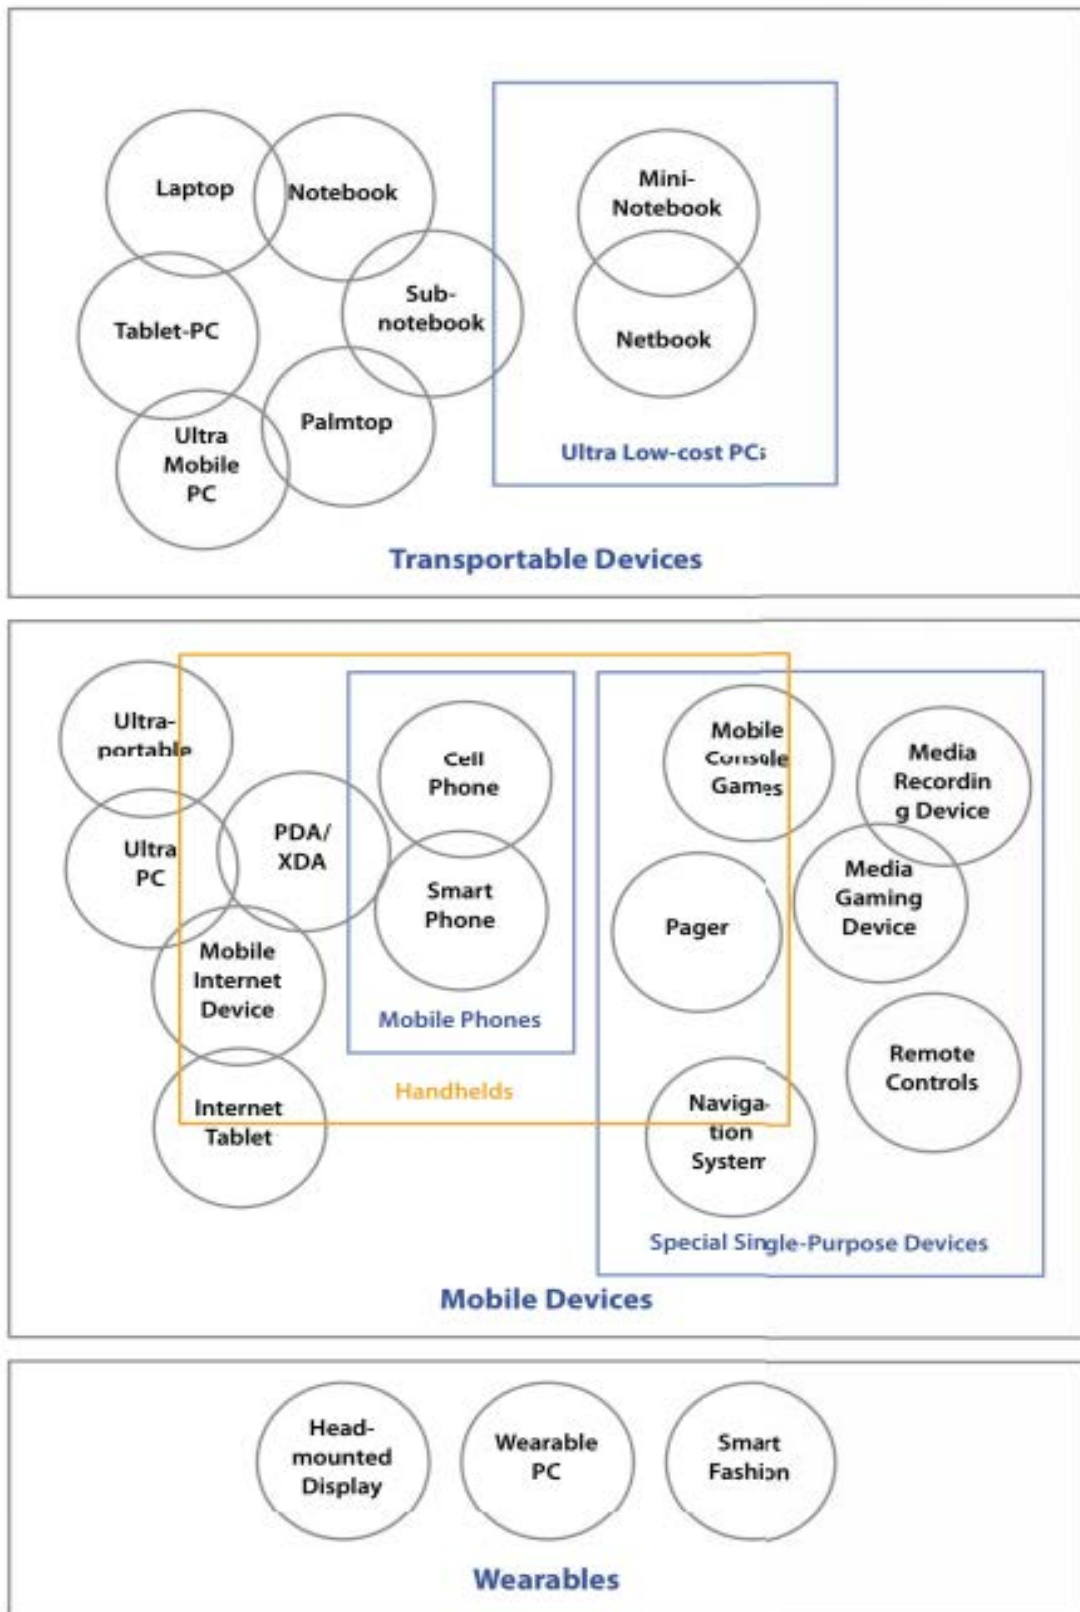 Laptop
Notebook
Mini-
Notebook
Tablet-PC
Sub-
notebook
Netbook
Ultra
Mobile
PC
Palmtop
Ultra Low-cost PCs
Transportable Devices
Ultra-
portable
Cell
Phone
Mobile
Console
Games
Media
Recordin
g Device
Ultra
PC
PDA/
XDA
Smart
Phone
Pager
Media
Gaming
Device
Mobile
Internet
Device
Mobile Phones
Remote
Controls
Handhelds
Internet
Tablet
Naviga-
tion
System
Special Single-Purpose Devices
Mobile Devices
Head-
mounted
Display
Wearable
PC
Smart
Fashion
Wearables